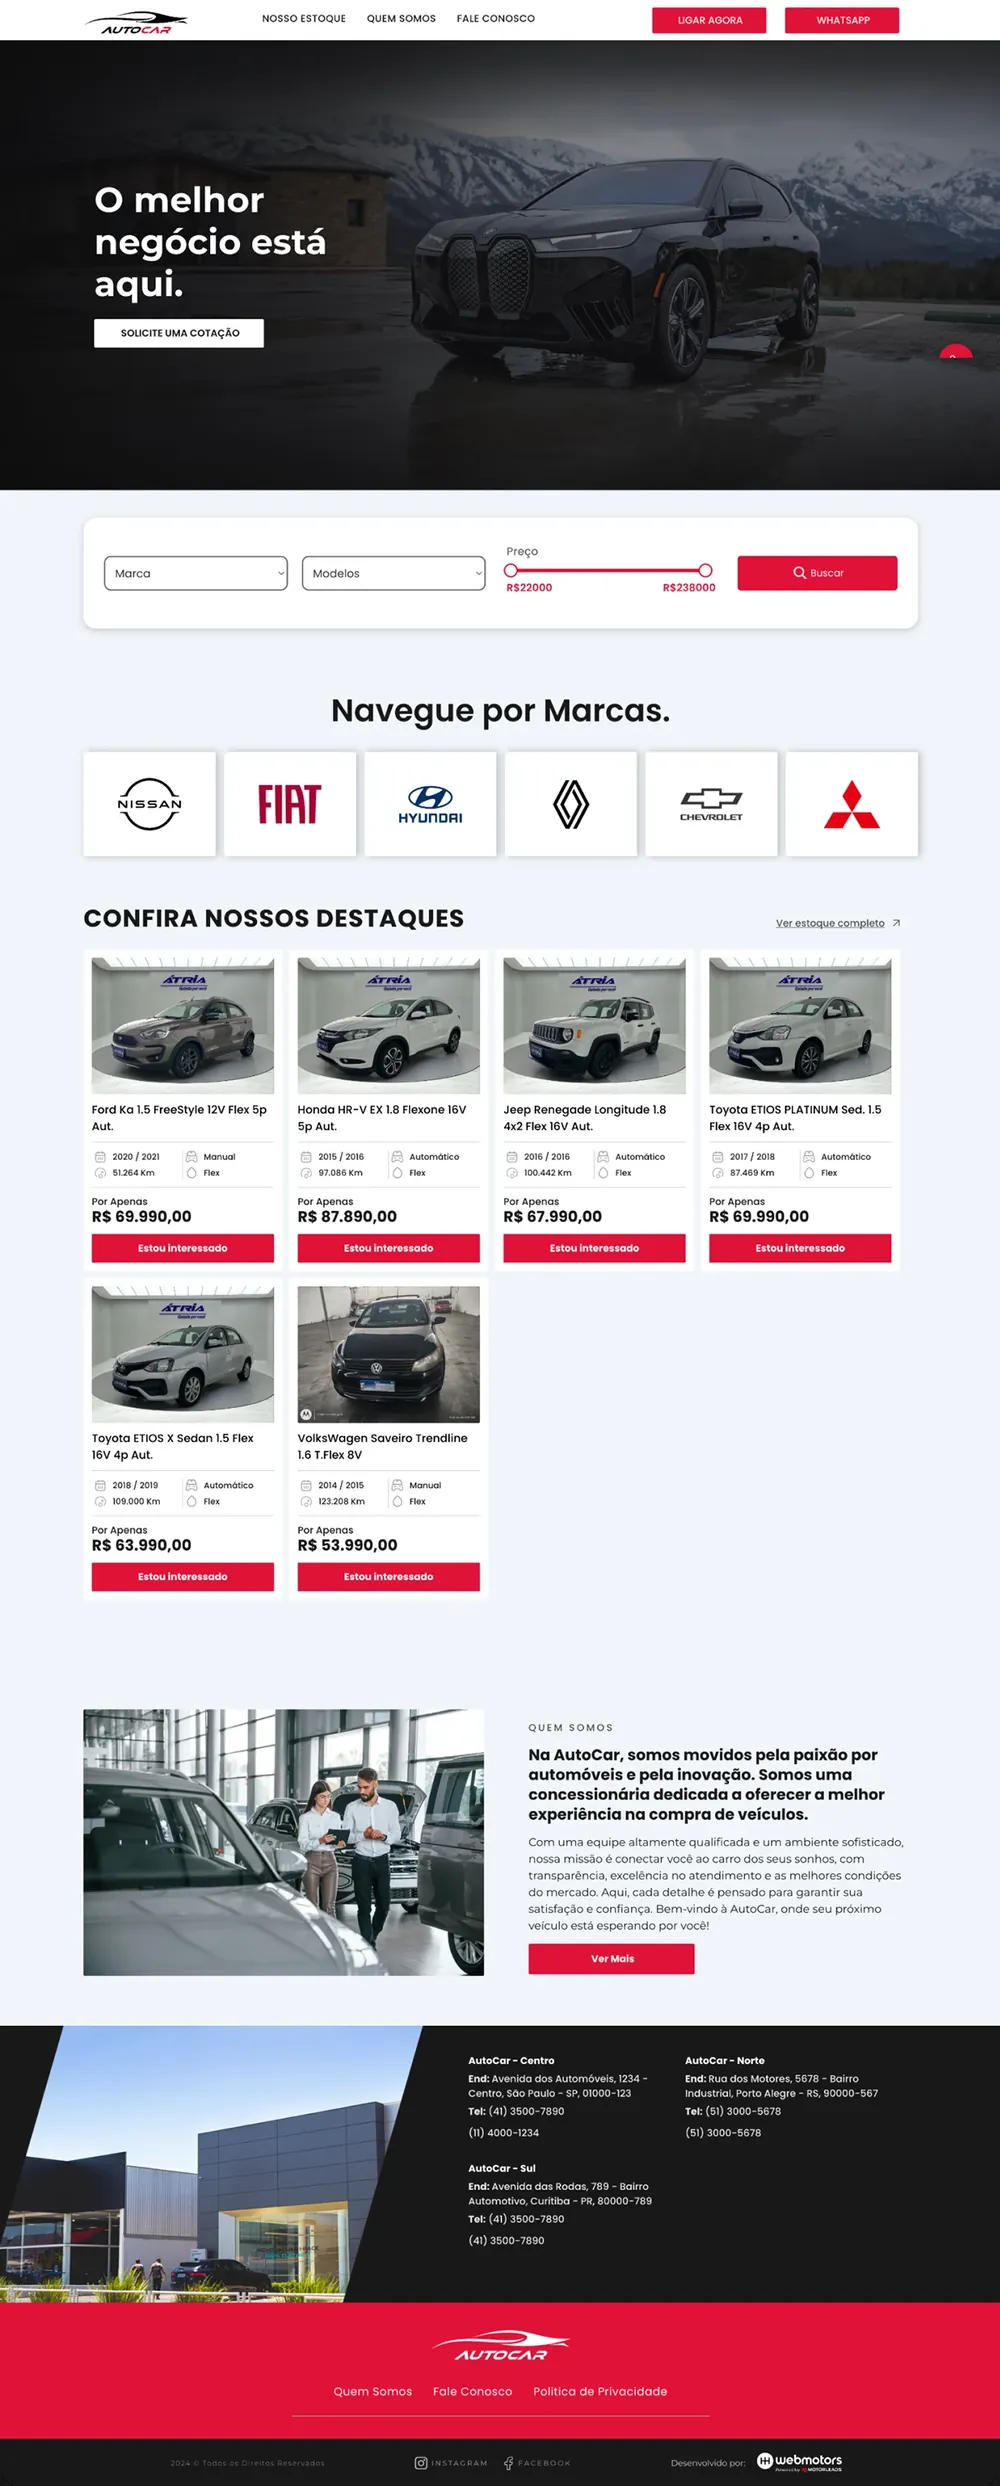 AUTOCAR
NOSSO ESTOQUE QUEM SOMOS FALE CONOSCO
LIGAR AGORA
WHATSAPP
O melhor
negócio está
aqui.
SOLICITE UMA COTAÇÃO
Marca
Modelos
Preço
R$22000 R$238000
Buscar
Navegue por Marcas.
NISSAN
FIAT
HYUNDAI
CHEVROLET
CONFIRA NOSSOS DESTAQUES
Ver estoque completo
ÁTRIA
Ford Ka 1.5 FreeStyle 12V Flex 5p
Aut.
2020 / 2021 Manual
51.264 Km Flex
Por Apenas
R$ 69.990,00
Estou interessado
ÁTRIA
Honda HR-V EX 1.8 Flexone 16V
5p Aut.
2015 / 2016 Automático
97.086 Km Flex
Por Apenas
R$ 87.890,00
Estou interessado
ÁTRIA
Jeep Renegade Longitude 1.8
4x2 Flex 16V Aut.
2016 / 2016 Automático
100.442 Km Flex
Por Apenas
R$ 67.990,00
Estou interessado
ÁTRIA
Toyota ETIOS PLATINUM Sed. 1.5
Flex 16V 4p Aut.
2017 / 2018 Automático
87.469 Km Flex
Por Apenas
R$ 69.990,00
Estou interessado
ÁTRIA
Toyota ETIOS X Sedan 1.5 Flex
16V 4p Aut.
2018 / 2019 Automático
109.000 Km Flex
Por Apenas
R$ 63.990,00
Estou interessado
VolksWagen Saveiro Trendline
1.6 T.Flex 8V
2014 / 2015 Manual
123.208 Km Flex
Por Apenas
R$ 53.990,00
Estou interessado
QUEM SOMOS
Na AutoCar, somos movidos pela paixão por
automóveis e pela inovação. Somos uma
concessionária dedicada a oferecer a melhor
experiência na compra de veículos.
Com uma equipe altamente qualificada e um ambiente sofisticado,
nossa missão é conectar você ao carro dos seus sonhos, com
transparência, excelência no atendimento e as melhores condições
do mercado. Aqui, cada detalhe é pensado para garantir sua
satisfação e confiança. Bem-vindo à AutoCar, onde seu próximo
veículo está esperando por você!
Ver Mais
AutoCar - Centro
End: Avenida dos Automóveis, 1234 -
Centro, São Paulo - SP, 01000-123
Tel: (41) 3500-7890
(11) 4000-1234
AutoCar - Norte
End: Rua dos Motores, 5678 - Bairro
Industrial, Porto Alegre - RS, 90000-567
Tel: (51) 3000-5678
(51) 3000-5678
AutoCar - Sul
End: Avenida das Rodas, 789 - Bairro
Automotivo, Curitiba - PR, 80000-789
Tel: (41) 3500-7890
(41) 3500-7890
AUTOCAR
Quem Somos Fale Conosco Politica de Privacidade
2024 © Todos os Direitos Reservados
INSTAGRAM FACEBOOK
Desenvolvido por: webmotors
Powered by MOTORLEADS